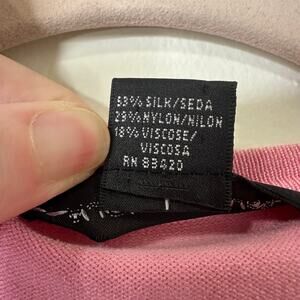 53% SILK/SEDA
29% NYLON/NILON
18% VISCOSE/
VISCOSA
RN 83420